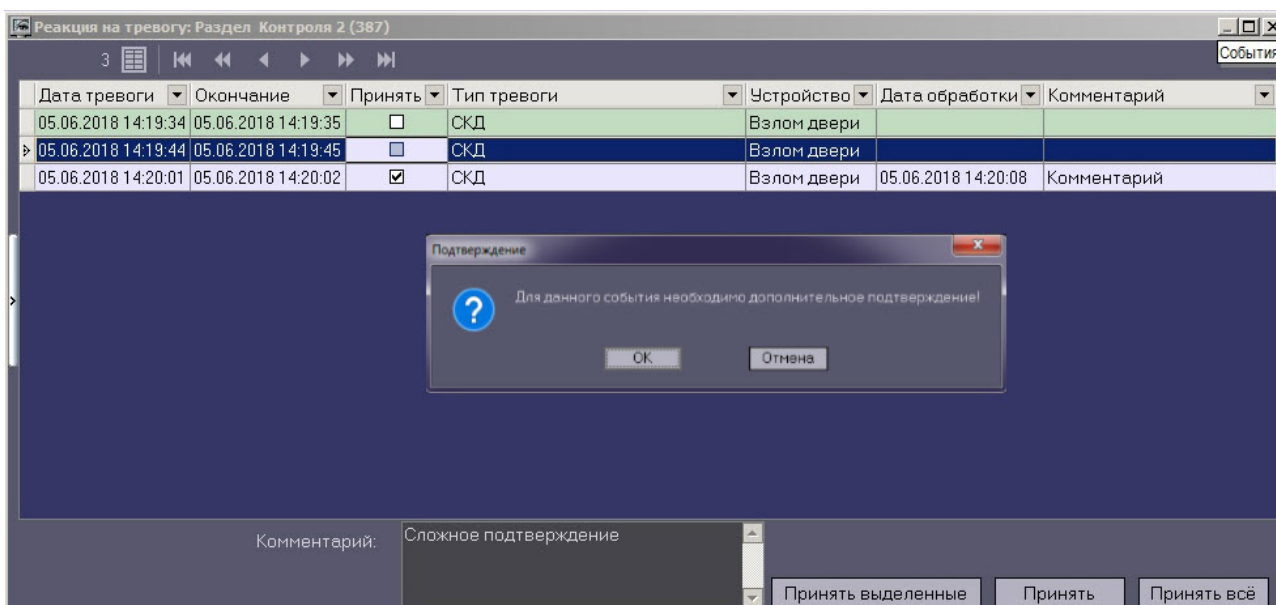 Реакция на тревогу: Раздел Контроля 2 (387)
3
События
Дата тревоги Окончание Принять Тип тревоги Устройство Дата обработки Комментарий
05.06.2018 14:19:34 05.06.2018 14:19:35 СКД Взлом двери
05.06.2018 14:19:44 05.06.2018 14:19:45 СКД Взлом двери
05.06.2018 14:20:01 05.06.2018 14:20:02 СКД Взлом двери 05.06.2018 14:20:08 Комментарий
Подтверждение
Для данного события необходимо дополнительное подтверждение!
OK Отмена
Комментарий: Сложное подтверждение
Принять выделенные Принять Принять всё